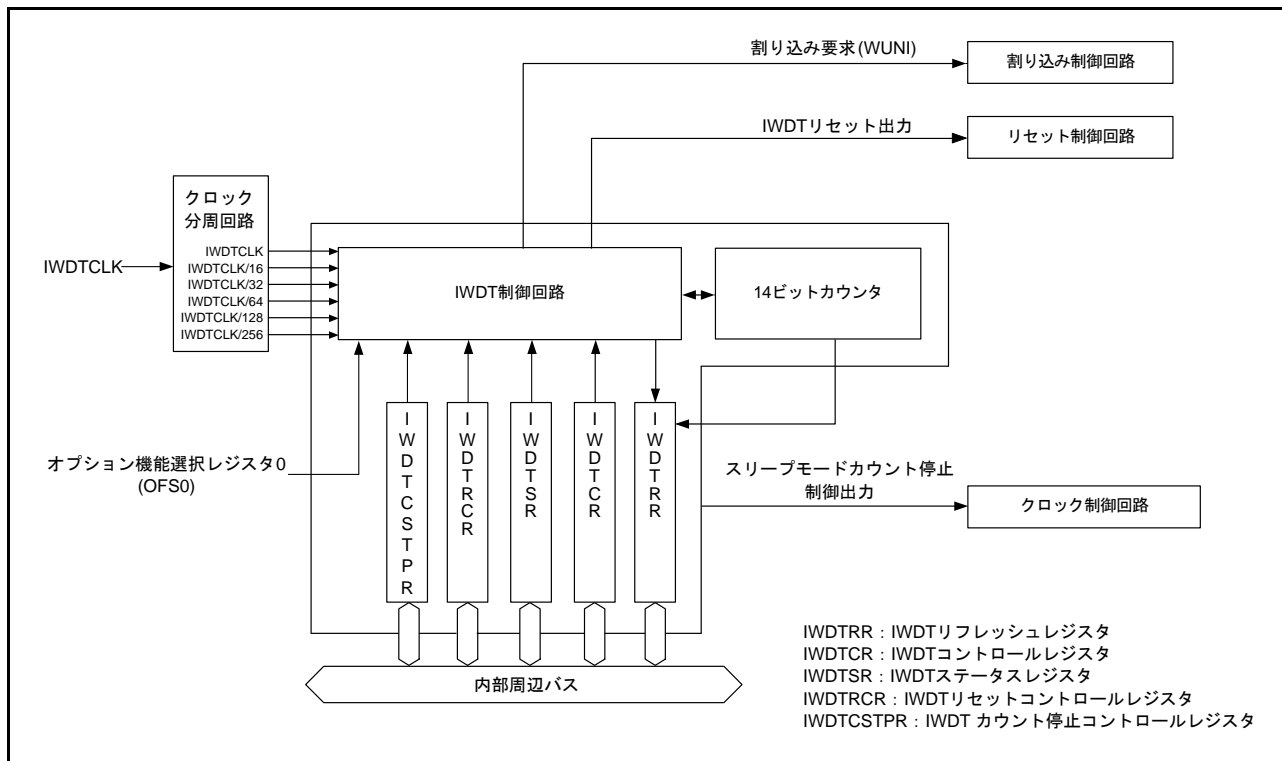 割り込み要求(WUNI)
割り込み制御回路
IWDTリセット出力
リセット制御回路
クロック
分周回路
IWDTCLK
IWDTCLK
IWDTCLK/16
IWDTCLK/32
IWDTCLK/64
IWDTCLK/128
IWDTCLK/256
IWDT制御回路
14ビットカウンタ
オプション機能選択レジスタ0
(OFS0)
IWDTCSTPR
IWDTRCR
IWDTSR
IWDTCR
IWDTRR
スリープモードカウント停止
制御出力
クロック制御回路
内部周辺バス
IWDTRR：IWDTリフレッシュレジスタ
IWDTCR：IWDTコントロールレジスタ
IWDTSR：IWDTステータスレジスタ
IWDTRCR：IWDTリセットコントロールレジスタ
IWDTCSTPR：IWDT カウント停止コントロールレジスタ